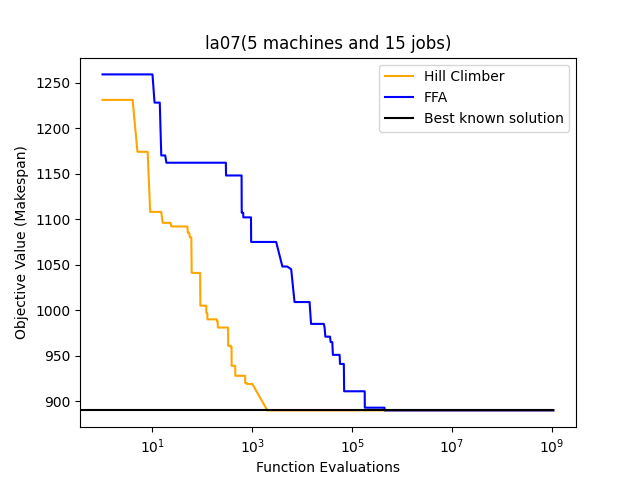 la07(5 machines and 15 jobs)
Hill Climber
FFA
Best known solution
Objective Value (Makespan)
1250
1200
1150
1100
1050
1000
950
900
10^1 10^3 10^5 10^7 10^9
Function Evaluations